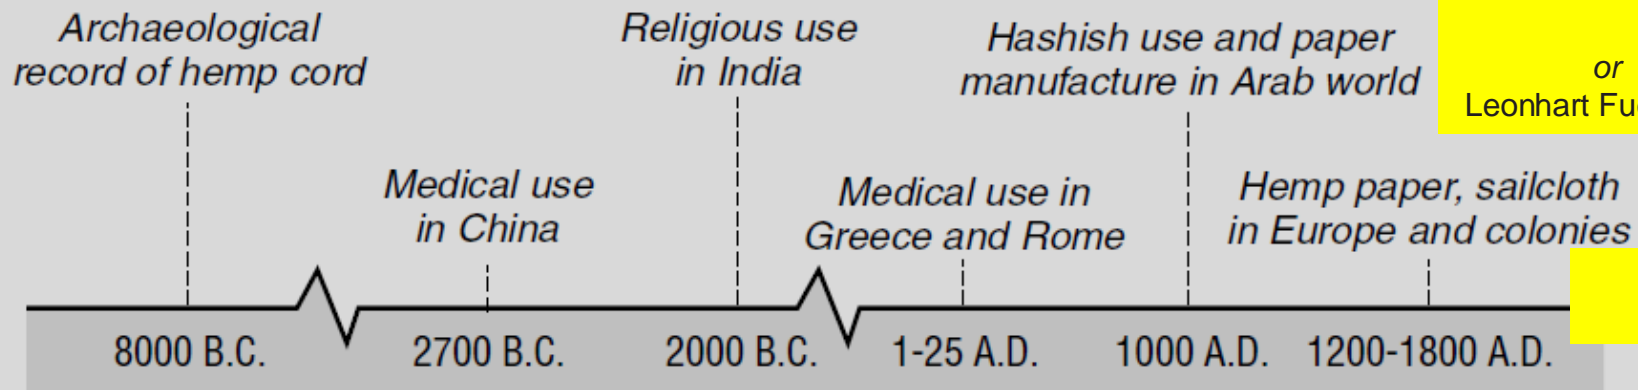 Archaeological
record of hemp cord
Religious use
in India
Hashish use and paper
manufacture in Arab world
or
Leonhart
Medical use
in China
Medical use in
Greece and Rome
Hemp paper, sailcloth
in Europe and colonies
8000 B.C.
2700 B.C.
2000 B.C.
1-25 A.D.
1000 A.D.
1200-1800 A.D.